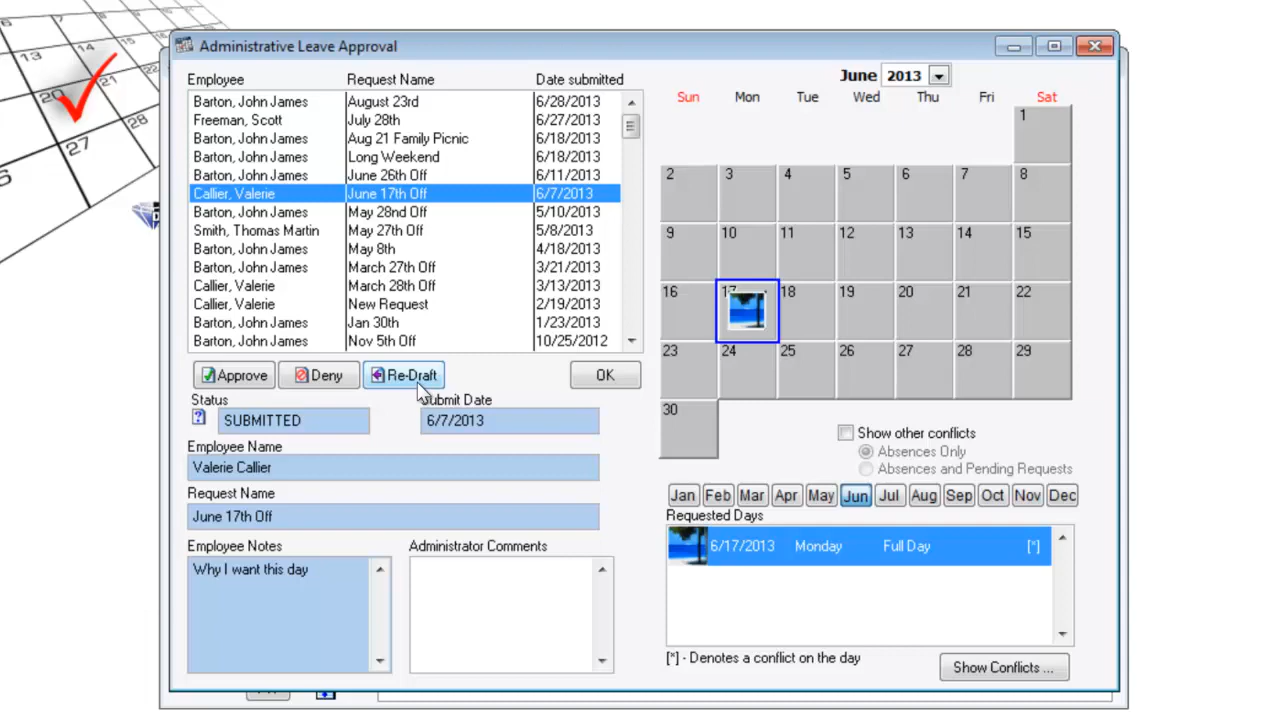 Administrative Leave Approval
Employee Request Name Date submitted
Barton, John James August 23rd 6/28/2013
Freeman, Scott July 28th 6/27/2013
Barton, John James Aug 21 Family Picnic 6/18/2013
Barton, John James Long Weekend 6/18/2013
Barton, John James June 26th Off 6/11/2013
Callier, Valerie June 17th Off 6/7/2013
Barton, John James May 28nd Off 5/10/2013
Smith, Thomas Martin May 27th Off 5/8/2013
Barton, John James May 8th 4/18/2013
Barton, John James March 27th Off 3/21/2013
Callier, Valerie March 28th Off 3/13/2013
Callier, Valerie New Request 2/19/2013
Barton, John James Jan 30th 1/23/2013
Barton, John James Nov 5th Off 10/25/2012
Approve Deny Re-Draft OK
Status Submit Date
SUBMITTED 6/7/2013
Employee Name
Valerie Callier
Request Name
June 17th Off
Employee Notes Administrator Comments
Why I want this day
June 2013
Sun Mon Tue Wed Thu Fri Sat
1
2 3 4 5 6 7 8
9 10 11 12 13 14 15
16 17 18 19 20 21 22
23 24 25 26 27 28 29
30
Show other conflicts
Absences Only
Absences and Pending Requests
Jan Feb Mar Apr May Jun Jul Aug Sep Oct Nov Dec
Requested Days
6/17/2013 Monday Full Day [*]
[*] - Denotes a conflict on the day
Show Conflicts ...
13 14 15
20 21 22
27 28